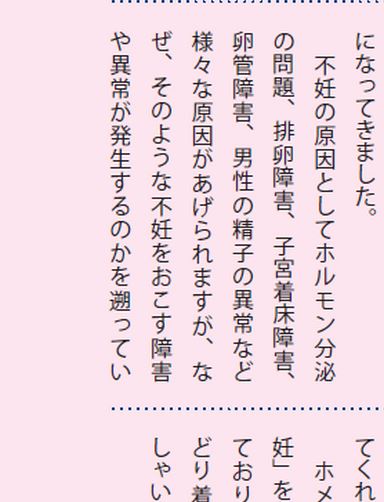 になってきました。
不妊の原因としてホルモン分泌
の問題、排卵障害、子宮着床障害、
卵管障害、男性の精子の異常など
様々な原因があげられますが、な
ぜ、そのような不妊をおこす障害
や異常が発生するのかを遡ってい
てくれ
ホメ
妊」を
ており
どり着
しゃい